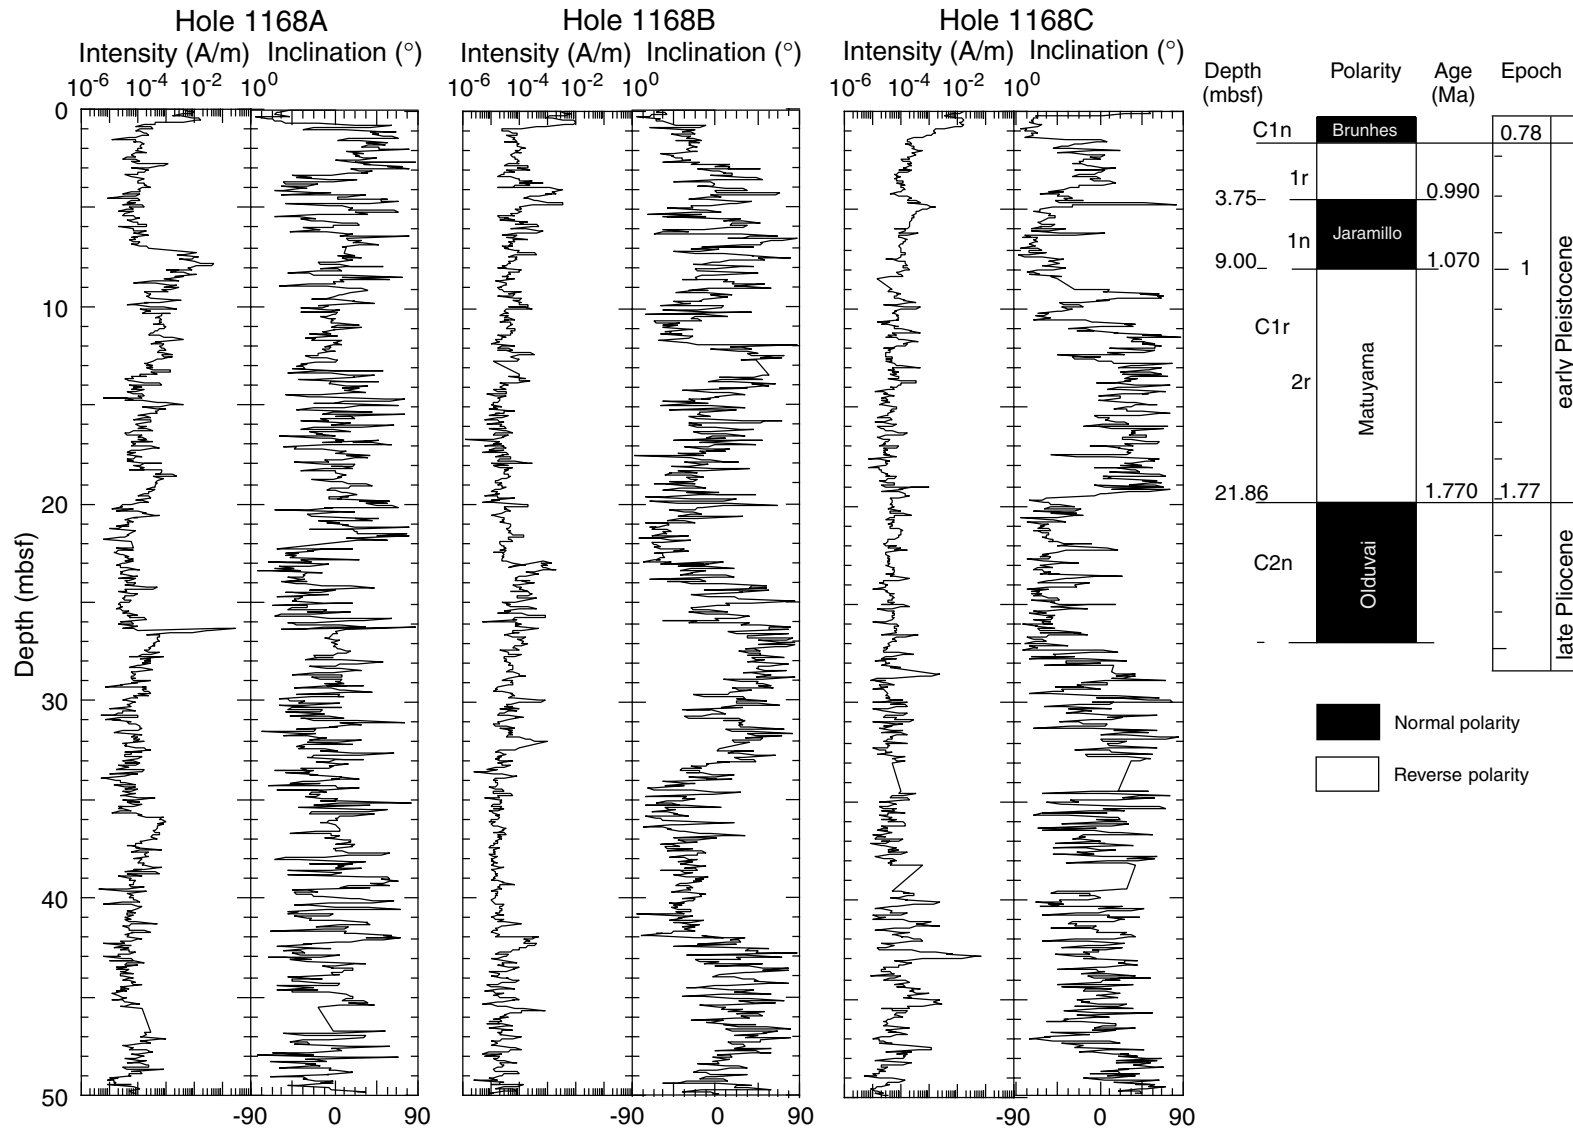 Hole 1168A
Hole 1168B
Hole 1168C
Intensity (A/m) Inclination (°)
Intensity (A/m) Inclination (°)
Intensity (A/m) Inclination (°)
10-6 10-4 10-2 100
10-6 10-4 10-2 100
10-6 10-4 10-2 100
Depth (mbsf)
0
10
20
30
40
50
-90 0 90
-90 0 90
-90 0 90
Depth (mbsf)
Polarity
Age (Ma)
Epoch
C1n
Brunhes
0.78
1r
3.75
0.990
1n
Jaramillo
9.00
1.070
1
C1r
2r
Matuyama
early Pleistocene
21.86
1.770
1.77
C2n
Olduvai
late Pliocene
Normal polarity
Reverse polarity